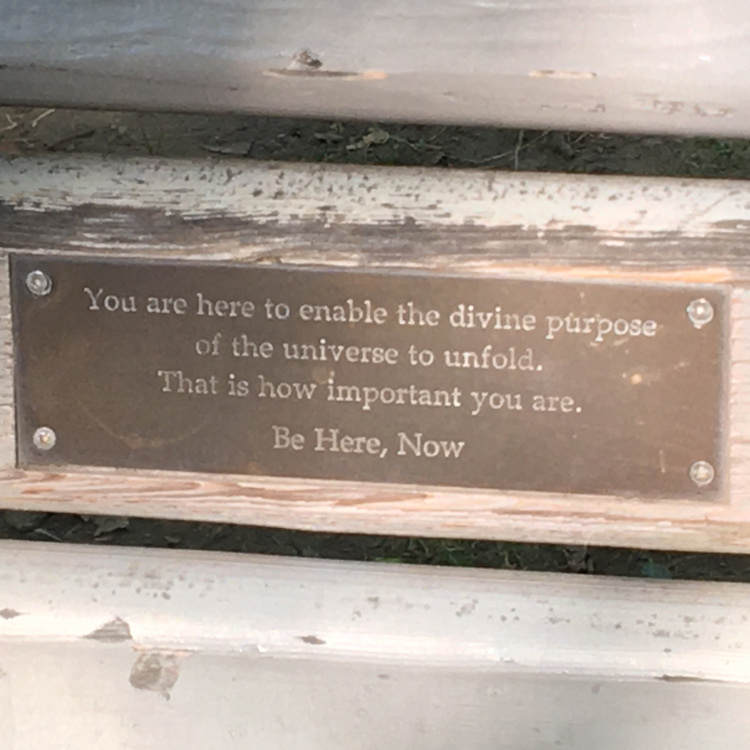 You are here to enable the divine purpose
of the universe to unfold.
That is how important you are.
Be Here, Now